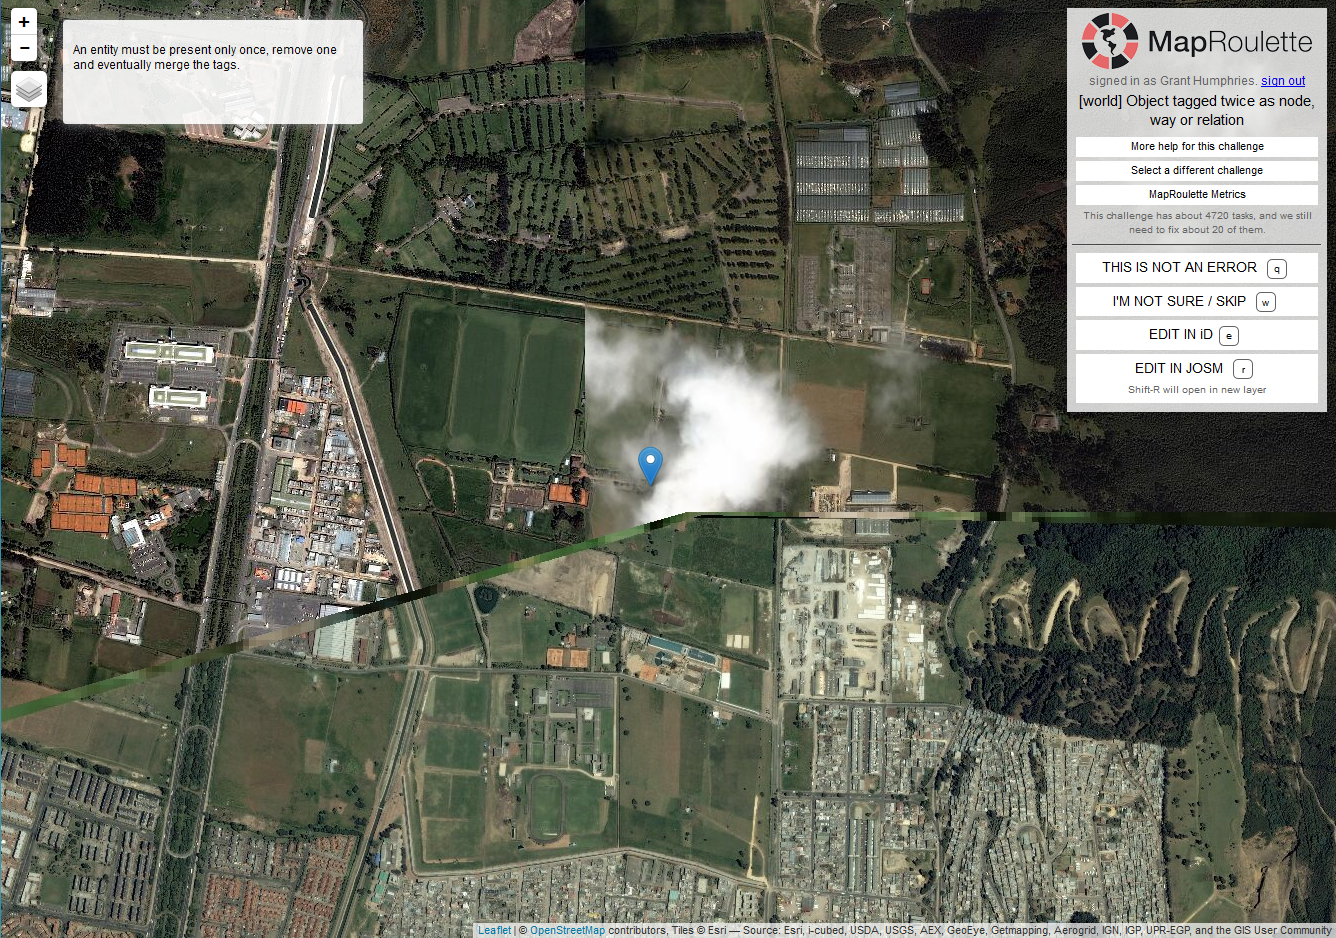 +
−
An entity must be present only once, remove one
and eventually merge the tags.
MapRoulette
signed in as Grant Humphries. sign out
[world] Object tagged twice as node,
way or relation
More help for this challenge
Select a different challenge
MapRoulette Metrics
This challenge has about 4720 tasks, and we still
need to fix about 20 of them.
THIS IS NOT AN ERROR q
I'M NOT SURE / SKIP w
EDIT IN iD e
EDIT IN JOSM r
Shift-R will open in new layer
Leaflet | © OpenStreetMap contributors, Tiles © Esri — Source: Esri, i-cubed, USDA, USGS, AEX, GeoEye, Getmapping, Aerogrid, IGN, IGP, UPR-EGP, and the GIS User Community